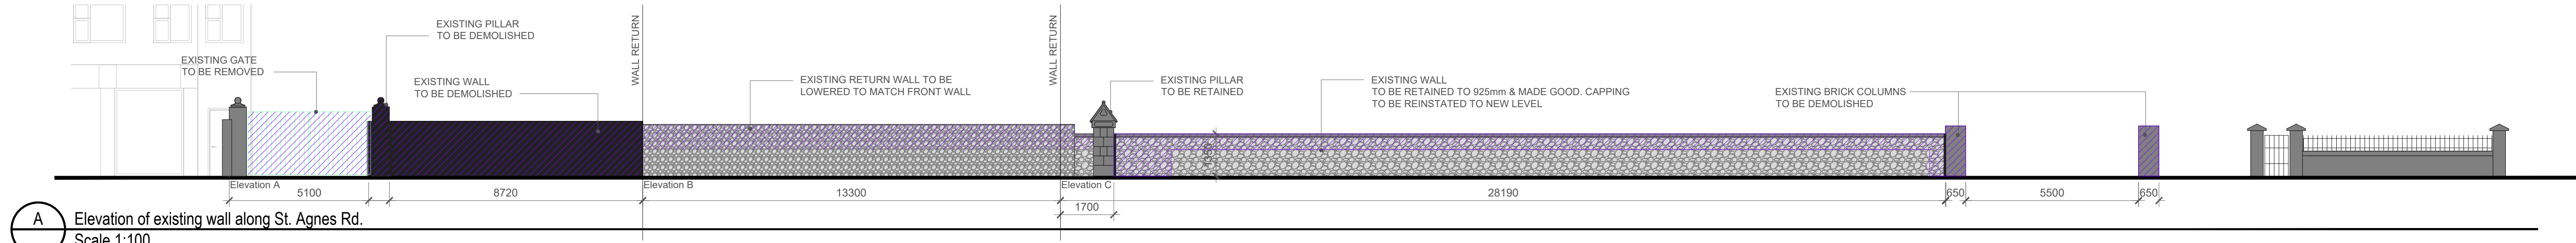 EXISTING PILLAR
TO BE DEMOLISHED
EXISTING GATE
TO BE REMOVED
EXISTING WALL
TO BE DEMOLISHED
WALL RETURN
EXISTING RETURN WALL TO BE
LOWERED TO MATCH FRONT WALL
WALL RETURN
EXISTING PILLAR
TO BE RETAINED
EXISTING WALL
TO BE RETAINED TO 925mm & MADE GOOD. CAPPING
TO BE REINSTATED TO NEW LEVEL
EXISTING BRICK COLUMNS
TO BE DEMOLISHED
1350
Elevation A
Elevation B
Elevation C
5100
8720
13300
1700
28190
650
5500
650
A
Elevation of existing wall along St. Agnes Rd.
Scale 1:100